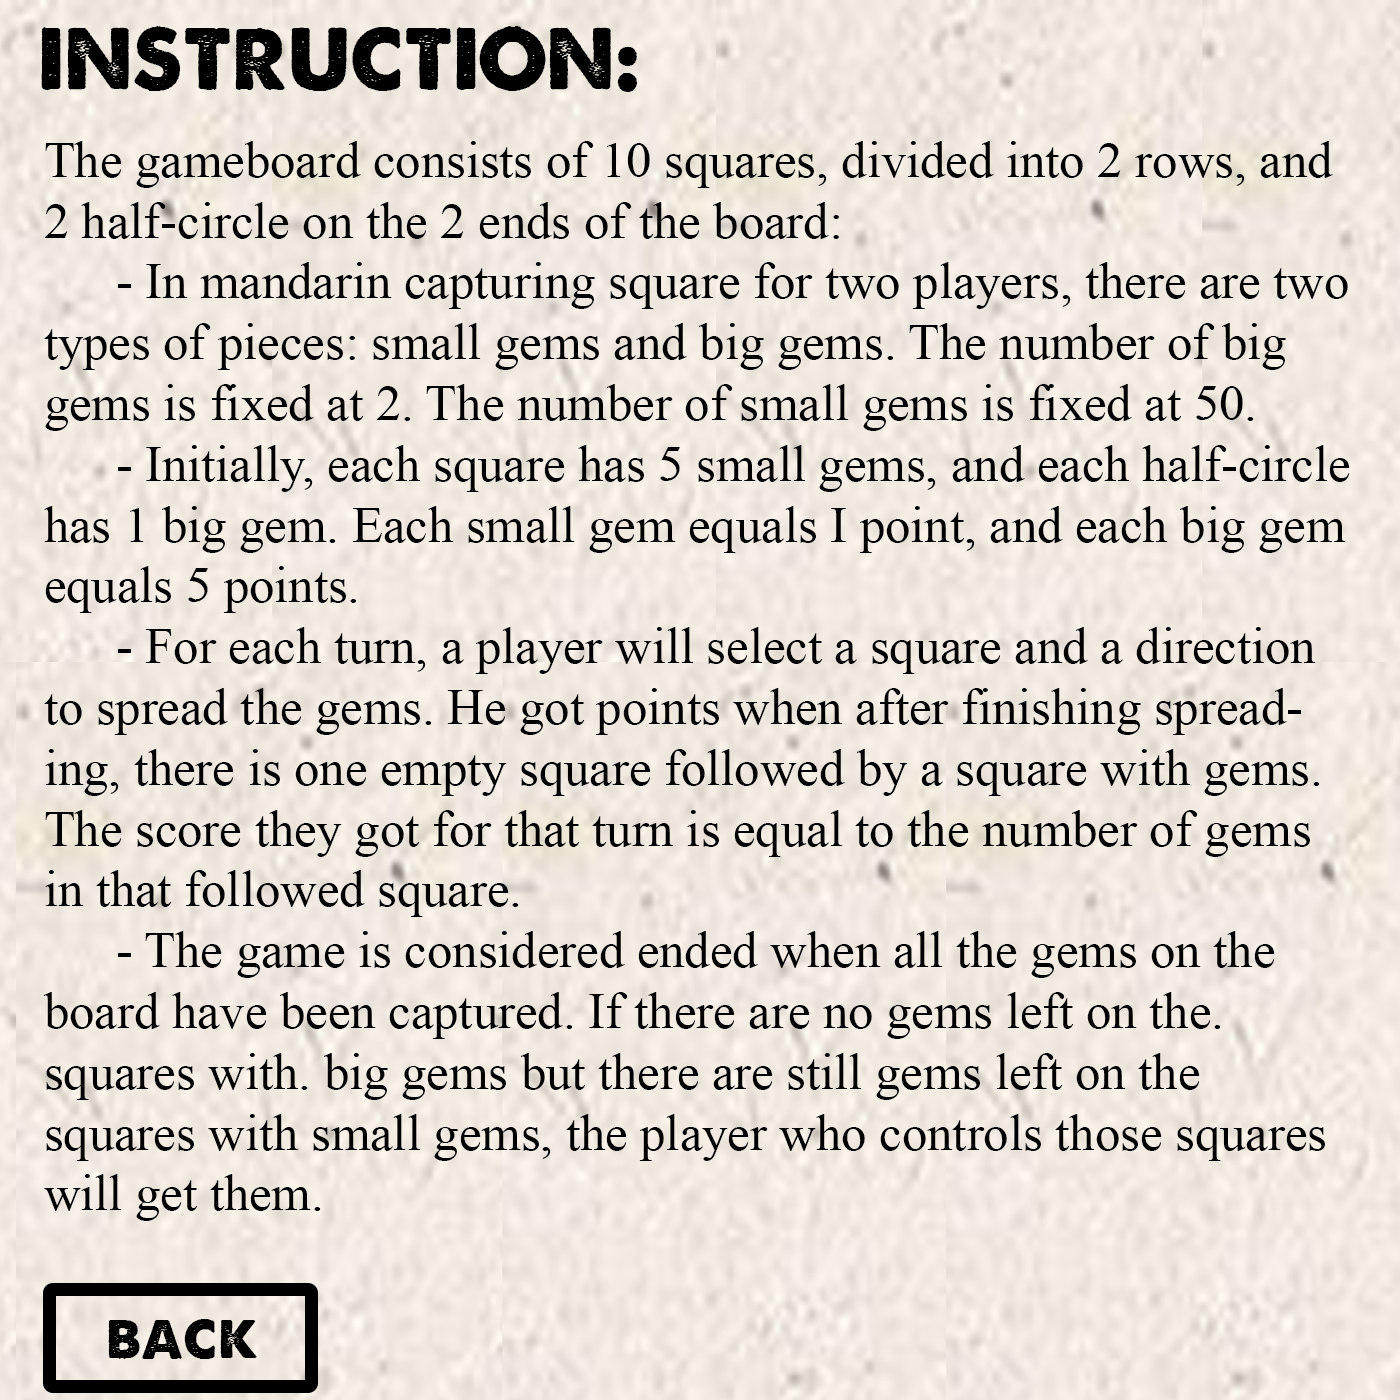 INSTRUCTION:
The gameboard consists of 10 squares, divided into 2 rows, and
2 half-circle on the 2 ends of the board:
- In mandarin capturing square for two players, there are two
types of pieces: small gems and big gems. The number of big
gems is fixed at 2. The number of small gems is fixed at 50.
- Initially, each square has 5 small gems, and each half-circle
has 1 big gem. Each small gem equals I point, and each big gem
equals 5 points.
- For each turn, a player will select a square and a direction
to spread the gems. He got points when after finishing spread-
ing, there is one empty square followed by a square with gems.
The score they got for that turn is equal to the number of gems
in that followed square.
- The game is considered ended when all the gems on the
board have been captured. If there are no gems left on the.
squares with. big gems but there are still gems left on the
squares with small gems, the player who controls those squares
will get them.
BACK